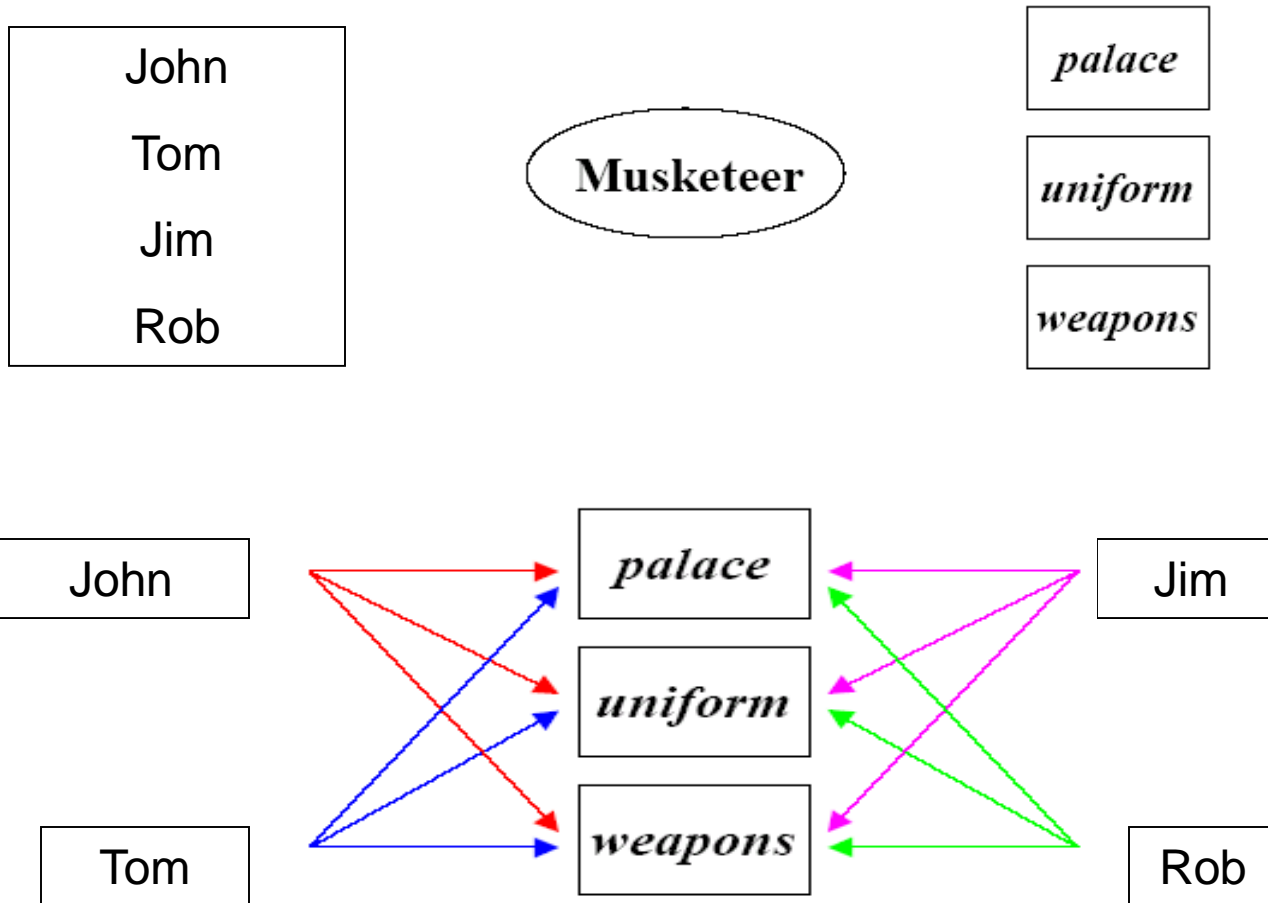 John
Tom
Jim
Rob
Musketeer
palace
uniform
weapons
John
Tom
palace
uniform
weapons
Jim
Rob